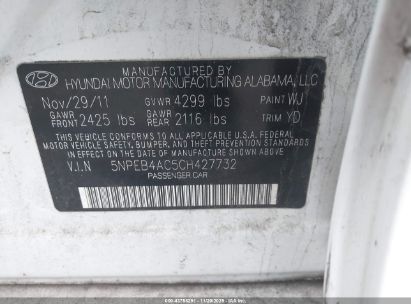 MANUFACTURED BY
HYUNDAI MOTOR MANUFACTURING ALABAMA, LLC
Nov/29/11 GVWR 4299 lbs PAINT WJ
GAWR FRONT 2425 lbs GAWR REAR 2116 lbs TRIM YD
THIS VEHICLE CONFORMS TO ALL APPLICABLE U.S.A. FEDERAL
MOTOR VEHICLE SAFETY, BUMPER, AND THEFT PREVENTION STANDARDS
IN EFFECT ON THE DATE OF MANUFACTURE SHOWN ABOVE.
V.I.N 5NPEB4AC5CH427732
PASSENGER CAR